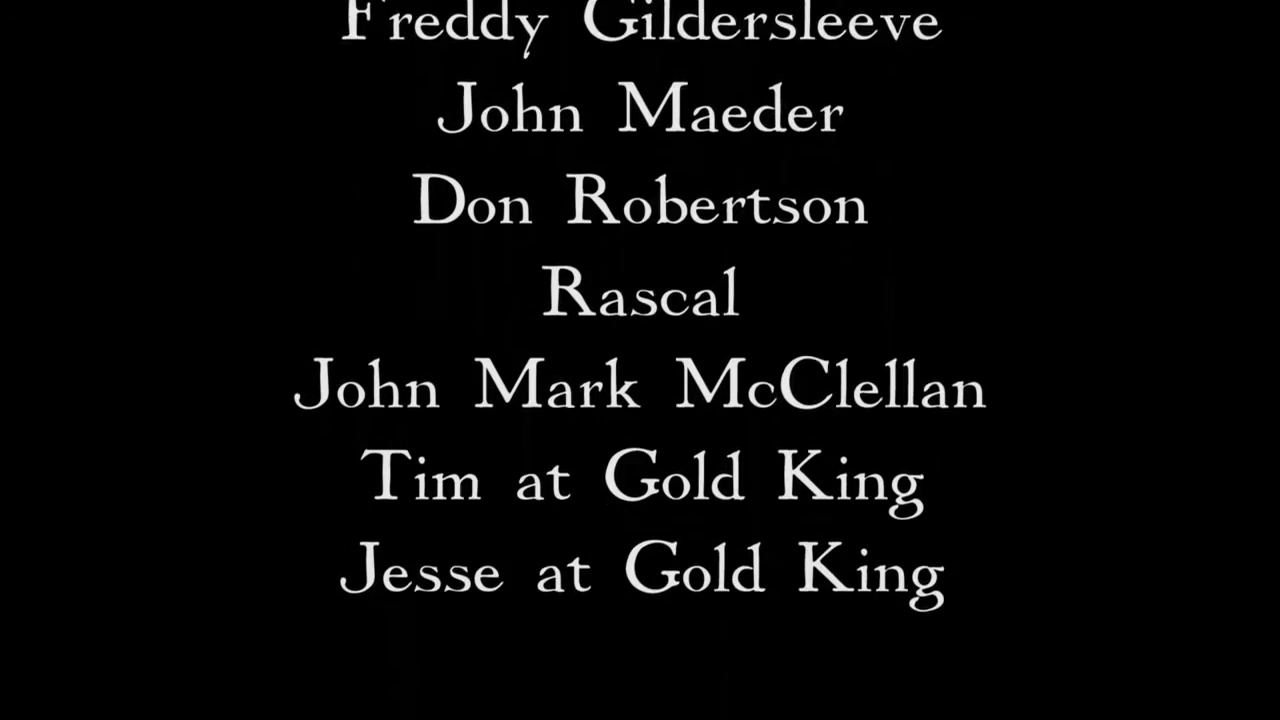 Freddy Gildersleeve
John Maeder
Don Robertson
Rascal
John Mark McClellan
Tim at Gold King
Jesse at Gold King